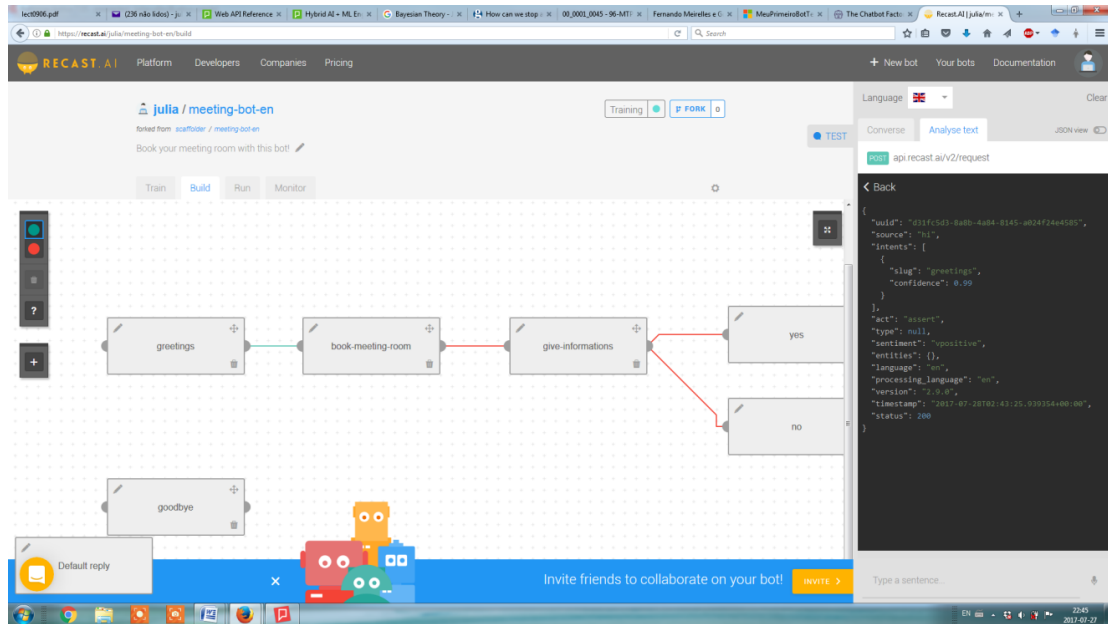 lect0906.pdf
(236 não lidos) - ju
Web API Reference
Hybrid AI + ML En
Bayesian Theory -
How can we stop
00_0001_0045 - 96-MT
Fernando Meirelles e G
MeuPrimeiroBotT
The Chatbot Facto
Recast.AI | julia/me
https://recast.ai/julia/meeting-bot-en/build
Search
RECAST.AI
Platform
Developers
Companies
Pricing
+ New bot
Your bots
Documentation
julia / meeting-bot-en
forked from scaffolder / meeting-bot-en
Book your meeting room with this bot!
Training
FORK 0
TEST
Train
Build
Run
Monitor
?
+
greetings
book-meeting-room
give-informations
yes
no
goodbye
Default reply
Invite friends to collaborate on your bot!
INVITE >
Language
Clear
Converse
Analyse text
JSON view
POST api.recast.ai/v2/request
Back
{
"uuid": "d31fc5d3-8a8b-4a84-8145-a024f24e4585",
"source": "hi",
"intents": [
{
"slug": "greetings",
"confidence": 0.99
}
],
"act": "assert",
"type": null,
"sentiment": "vpositive",
"entities": {},
"language": "en",
"processing_language": "en",
"version": "2.9.0",
"timestamp": "2017-07-28T02:43:25.939354+00:00",
"status": 200
}
Type a sentence...
EN
22:45
2017-07-27